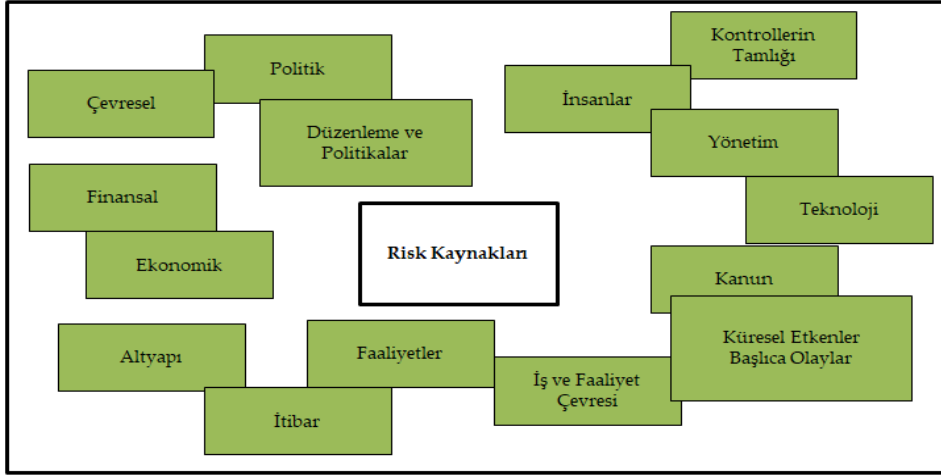 Kontrollerin
Tamlığı
Politik
Çevresel
İnsanlar
Düzenleme ve
Politikalar
Yönetim
Finansal
Teknoloji
Risk Kaynakları
Ekonomik
Kanun
Küresel Etkenler
Başlıca Olaylar
Altyapı
Faaliyetler
İş ve Faaliyet
Çevresi
İtibar